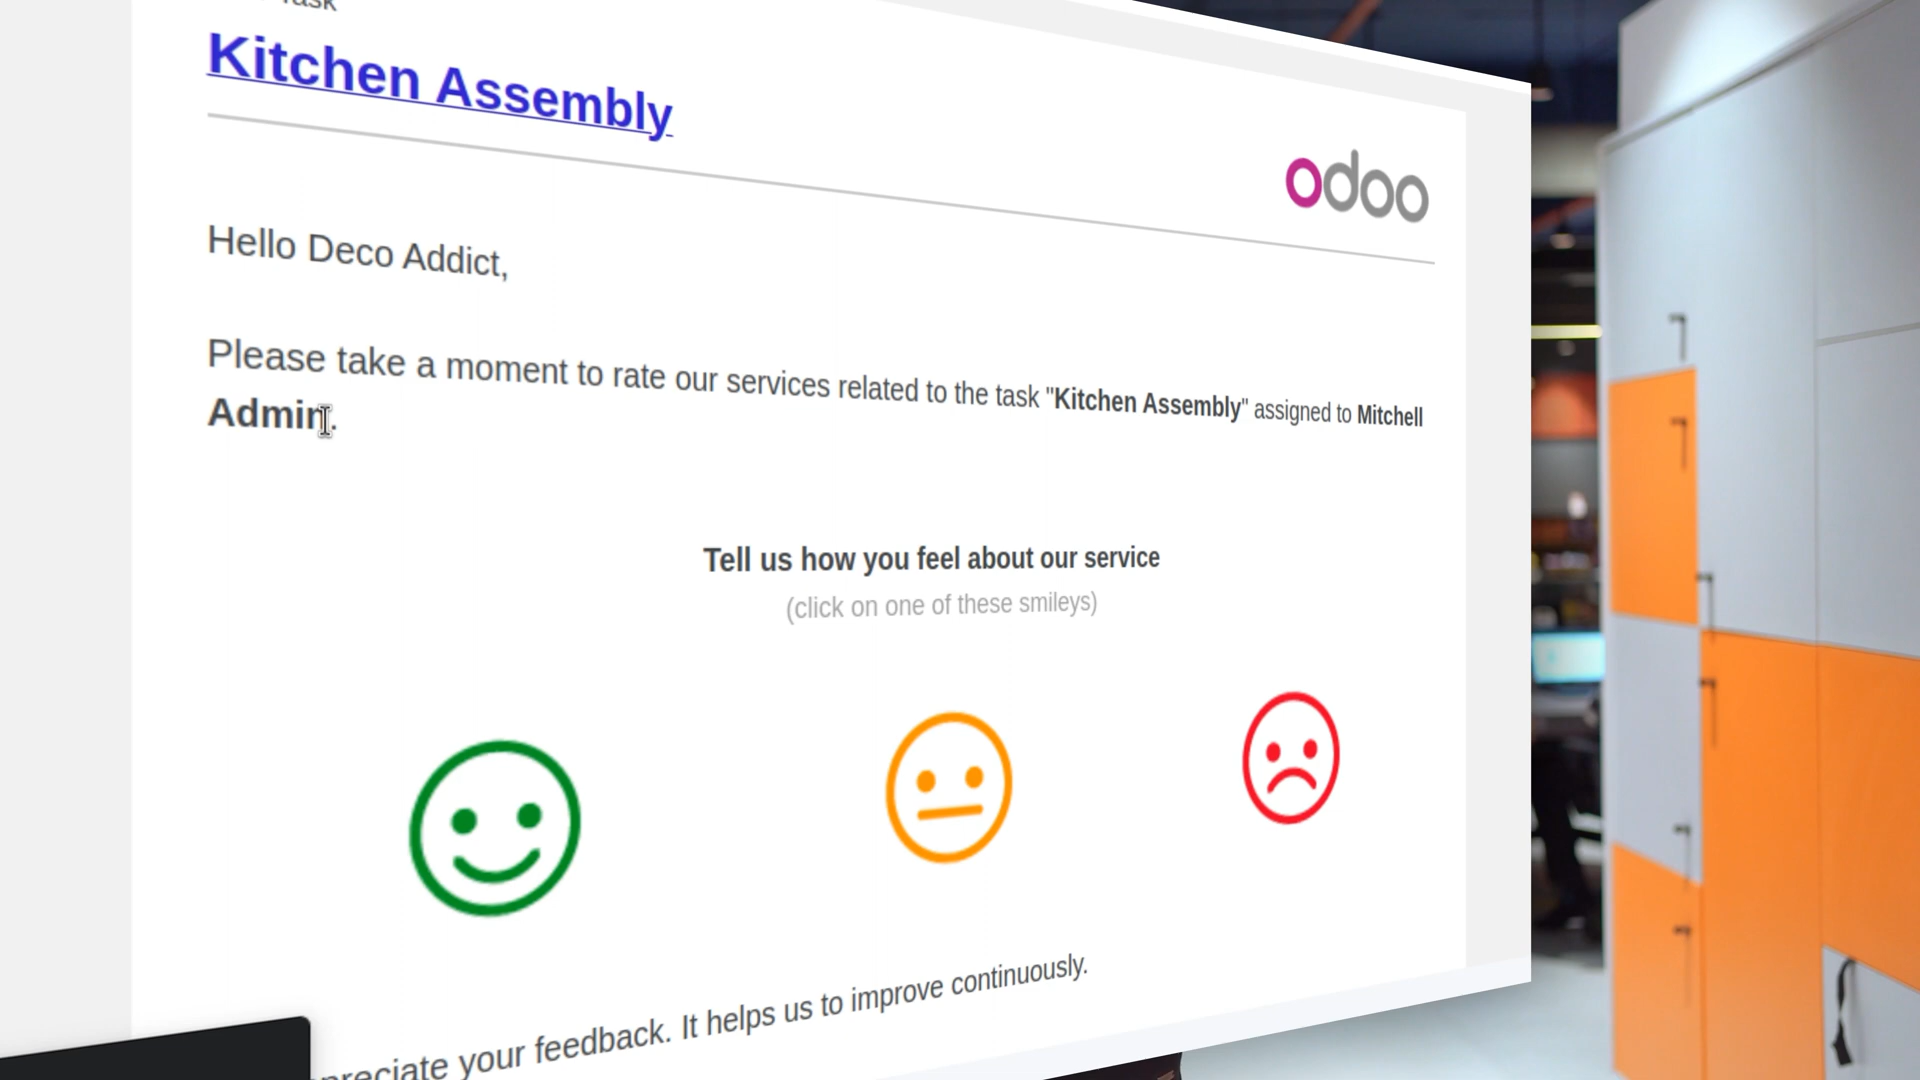 Task
Kitchen Assembly
odoo
Hello Deco Addict,
Please take a moment to rate our services related to the task "Kitchen Assembly" assigned to Mitchell
Admin.
Tell us how you feel about our service
(click on one of these smileys)
your feedback. It helps us to improve continuously.